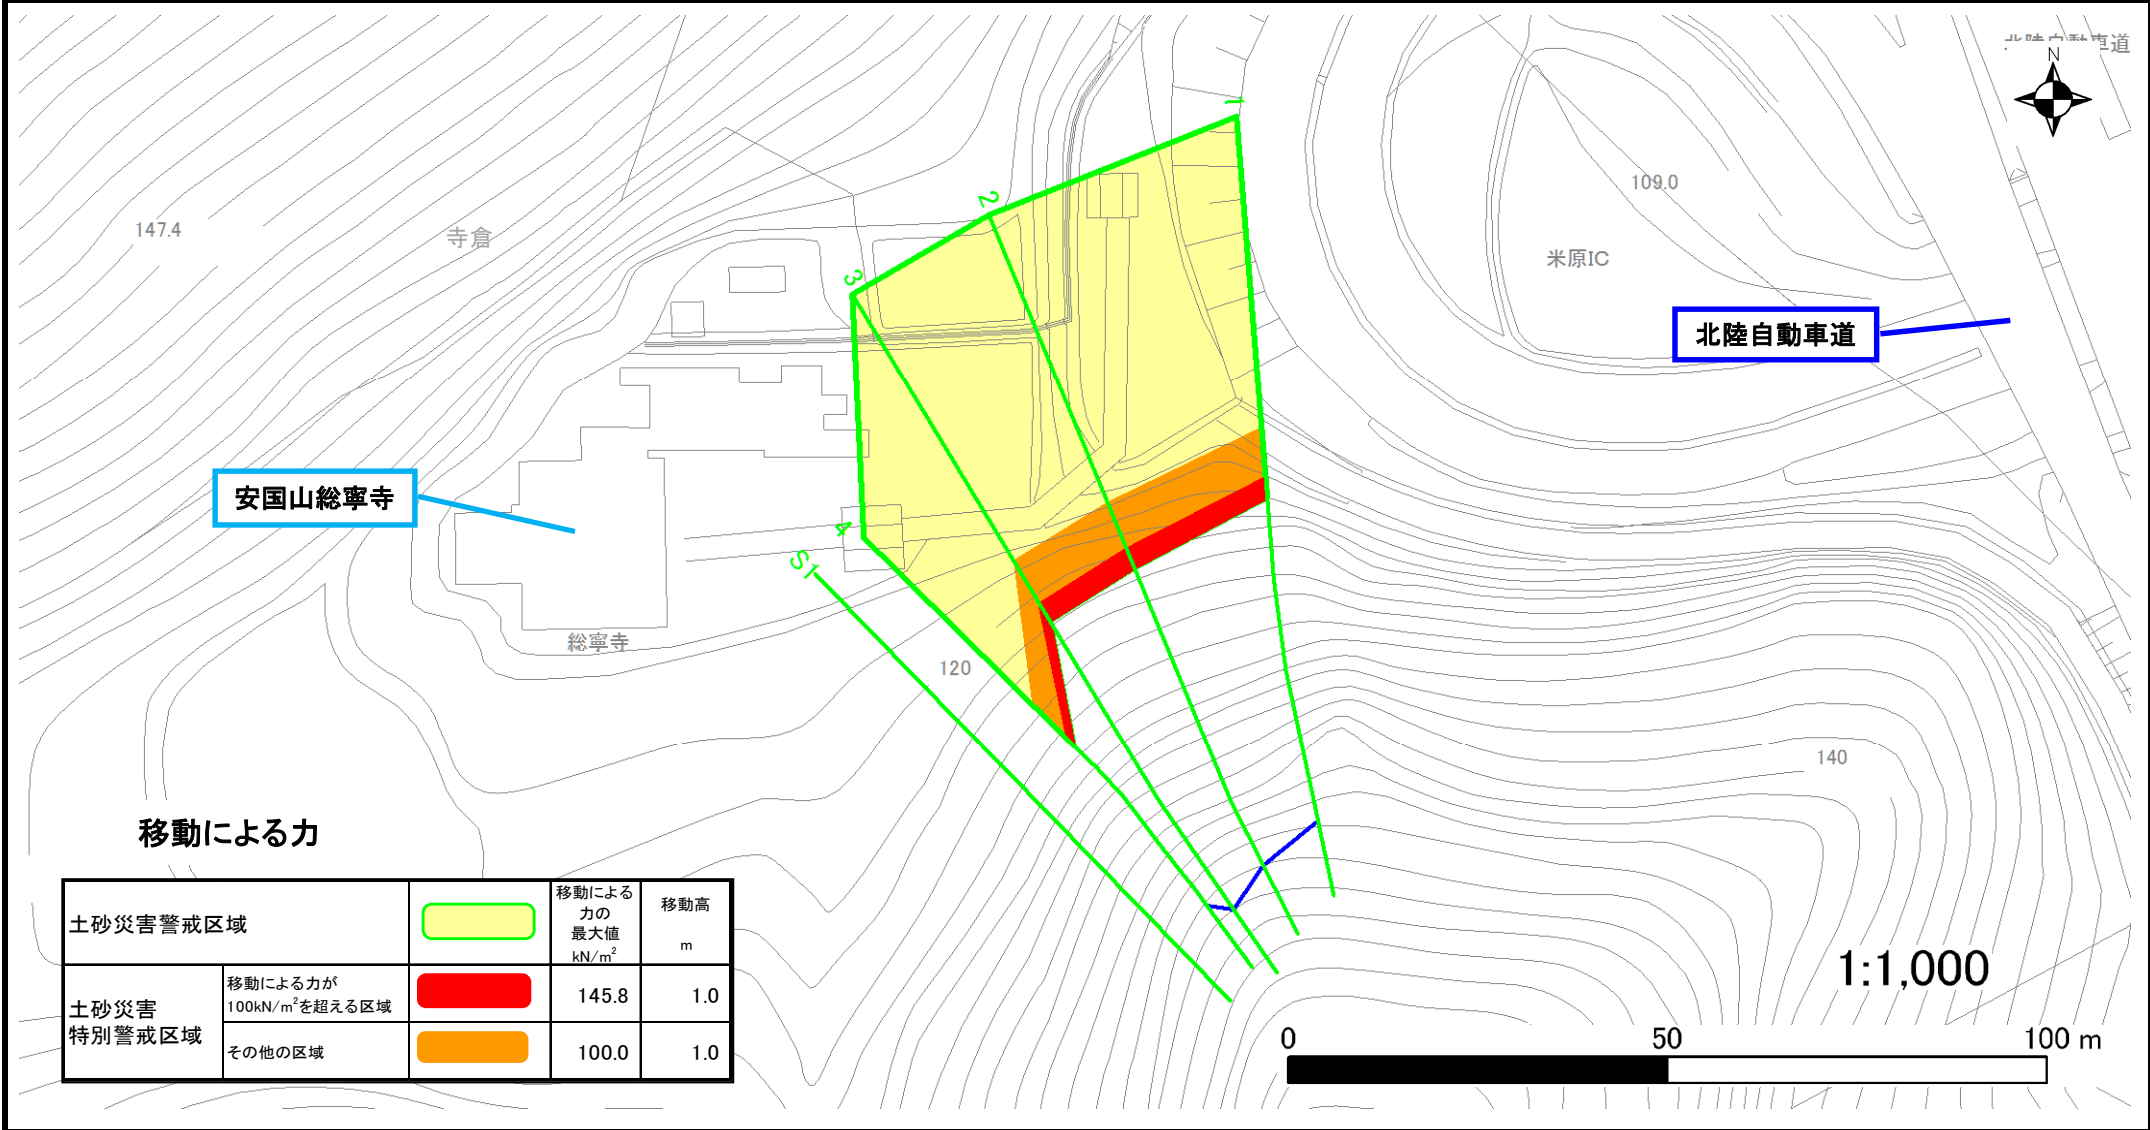 北陸自動車道
N
1
109.0
2
147.4
寺倉
米原IC
3
北陸自動車道
安国山総寧寺
4
S1
総寧寺
120
140
移動による力
土砂災害警戒区域
移動による
力の
最大値
kN/m²
移動高
m
土砂災害
特別警戒区域
移動による力が
100kN/m²を超える区域
145.8
1.0
その他の区域
100.0
1.0
1:1,000
0
50
100 m